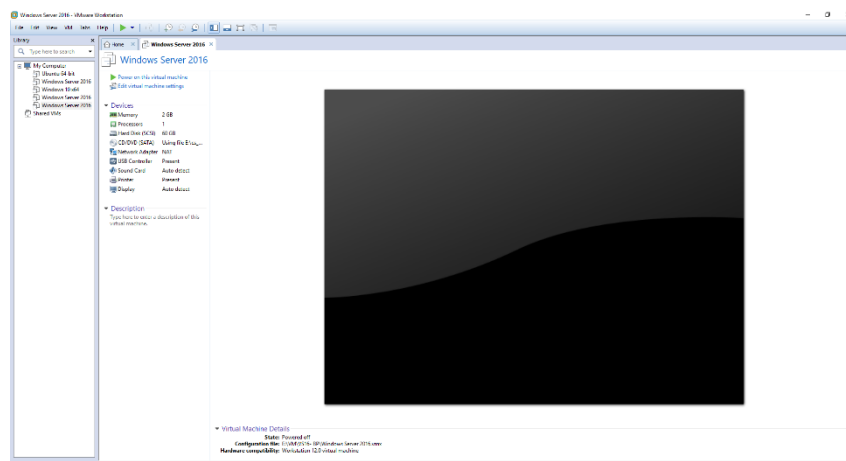 Windows Server 2016 - VMware Workstation
File Edit View VM Tabs Help
Library
Type here to search
My Computer
Ubuntu 64-bit
Windows Server 2016
Windows 10 x64
Windows Server 2016
Windows Server 2016
Shared VMs
Home
Windows Server 2016
Windows Server 2016
Power on this virtual machine
Edit virtual machine settings
Devices
Memory 2 GB
Processors 1
Hard Disk (SCSI) 60 GB
CD/DVD (SATA) Using file
Network Adapter NAT
USB Controller Present
Sound Card Auto detect
Printer Present
Display Auto detect
Description
Type here to enter a description of this
virtual machine.
Virtual Machine Details
State: Powered off
Configuration file: Server 2016.vmx
Hardware compatibility: Workstation 12.0 virtual machine